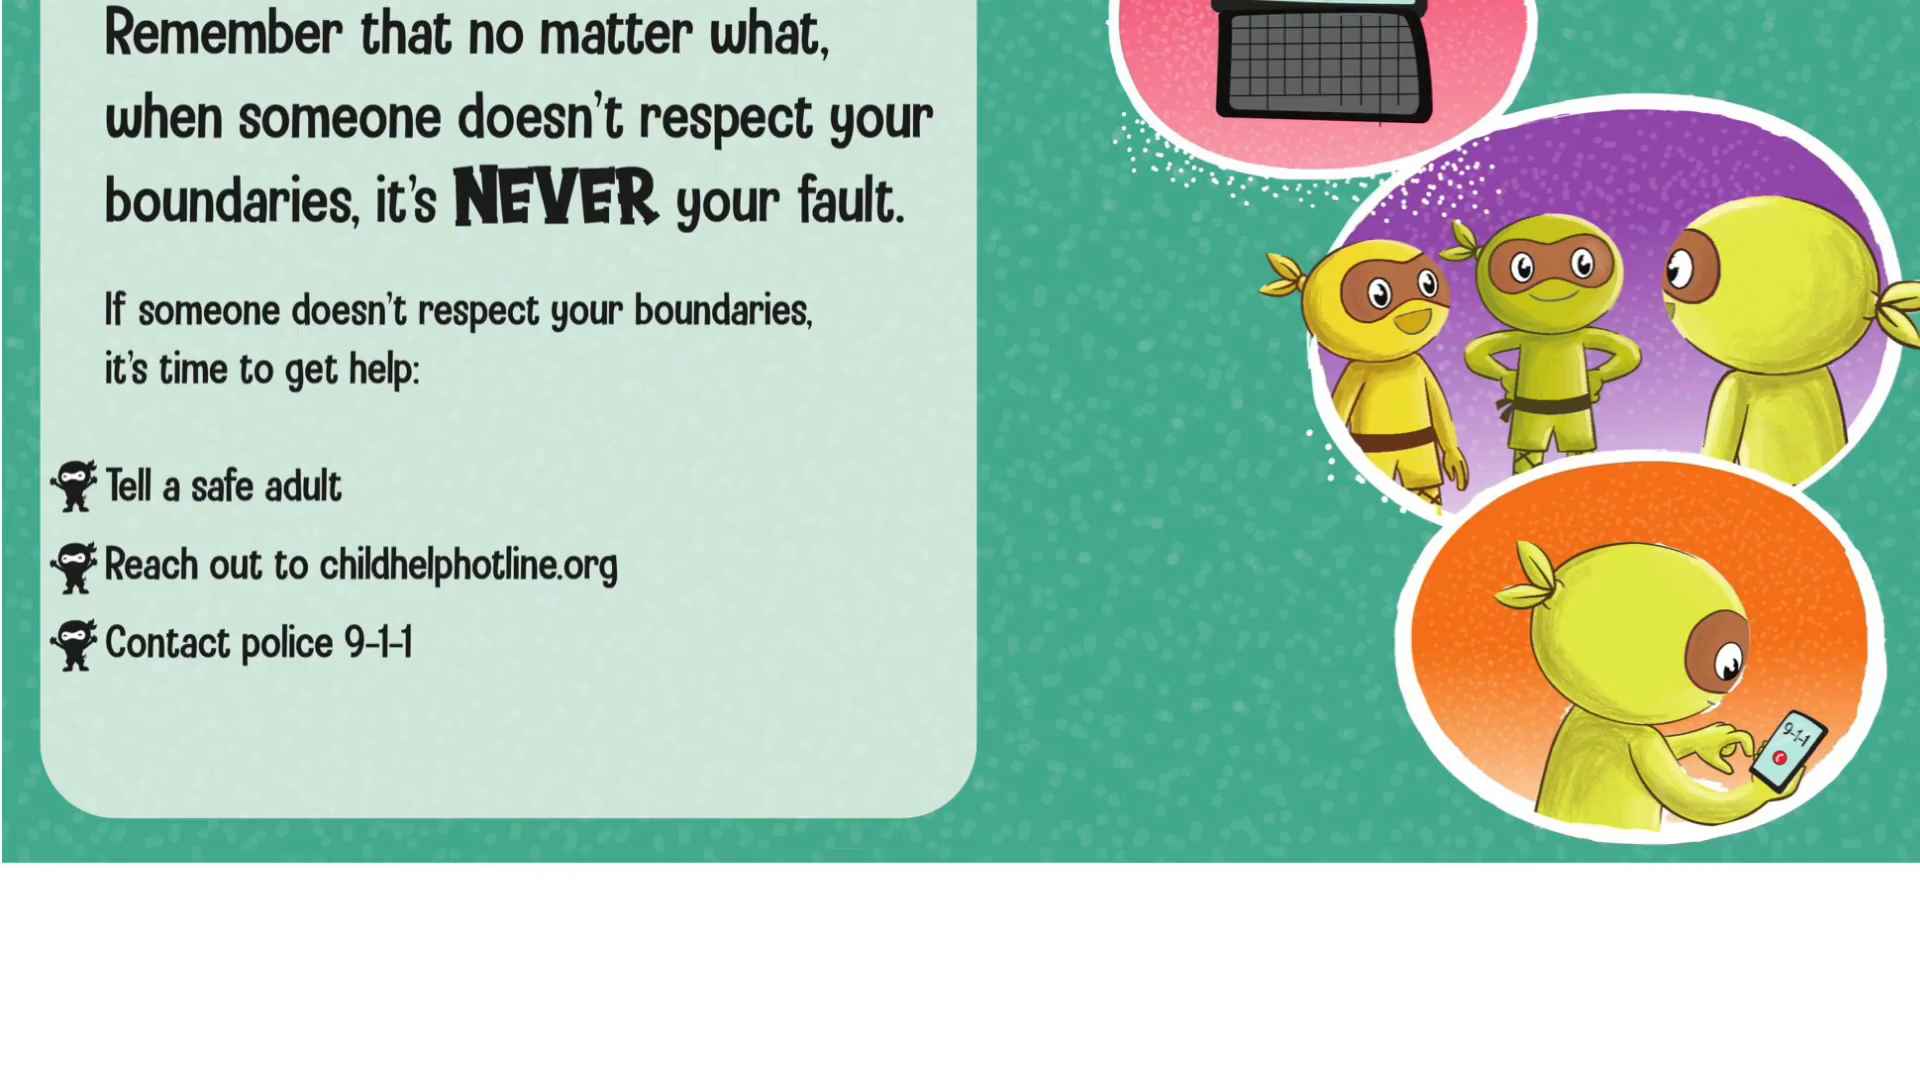 Remember that no matter what,
when someone doesn't respect your
boundaries, it's NEVER your fault.
If someone doesn't respect your boundaries,
it's time to get help:
Tell a safe adult
Reach out to childhelphotline.org
Contact police 9-1-1
9-1-1